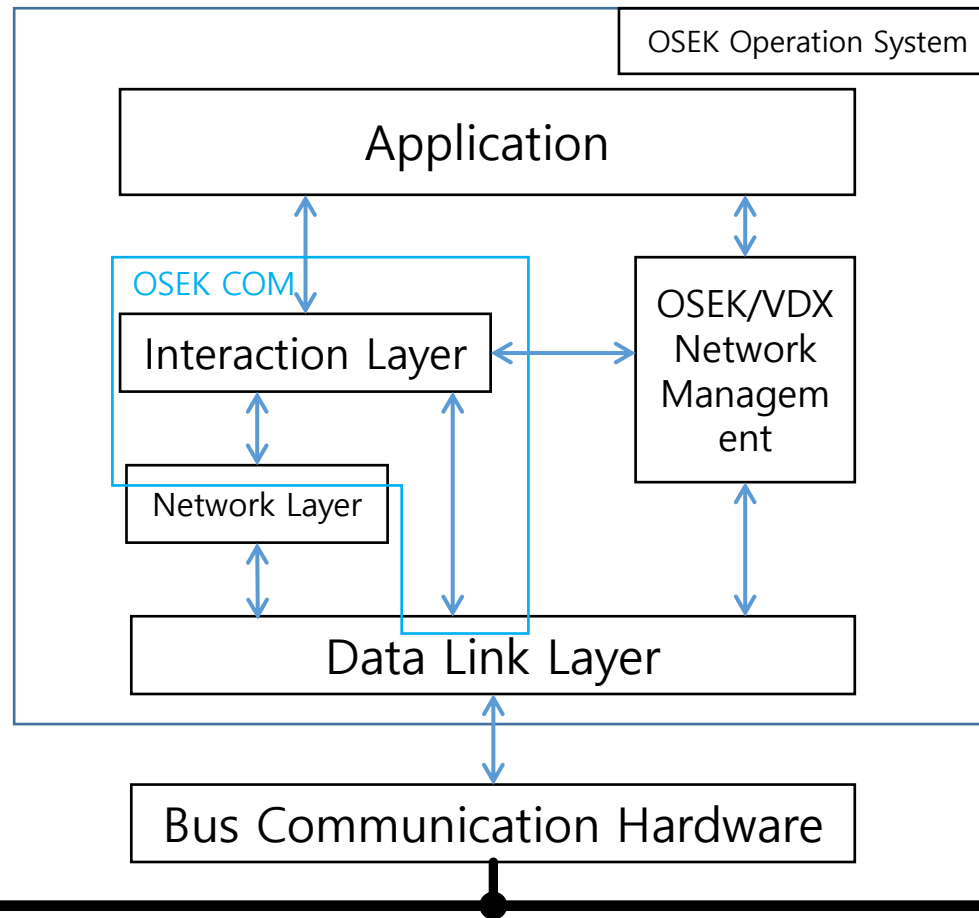 OSEK Operation System
Application
OSEK COM
Interaction Layer
OSEK/VDX
Network
Managem
ent
Network Layer
Data Link Layer
Bus Communication Hardware